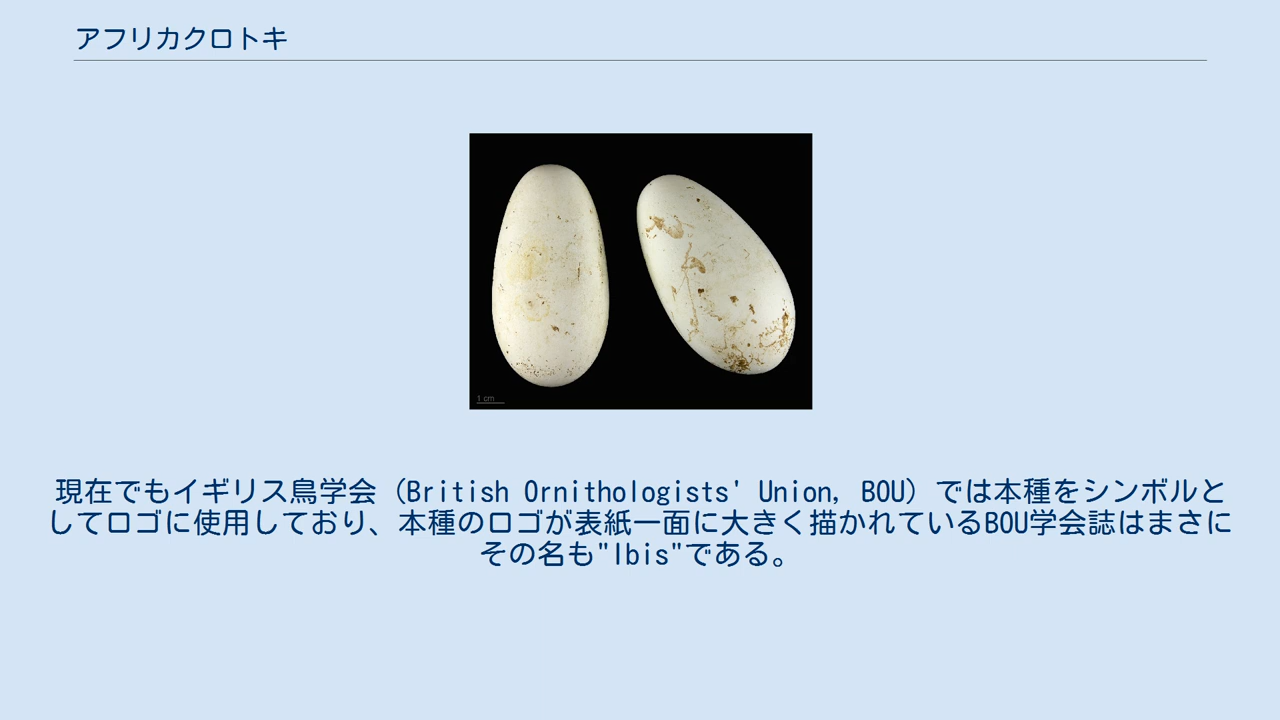 アフリカクロトキ
1 cm
現在でもイギリス鳥学会（British Ornithologists' Union, BOU）では本種をシンボルと
してロゴに使用しており、本種のロゴが表紙一面に大きく描かれているBOU学会誌はまさに
その名も"Ibis"である。